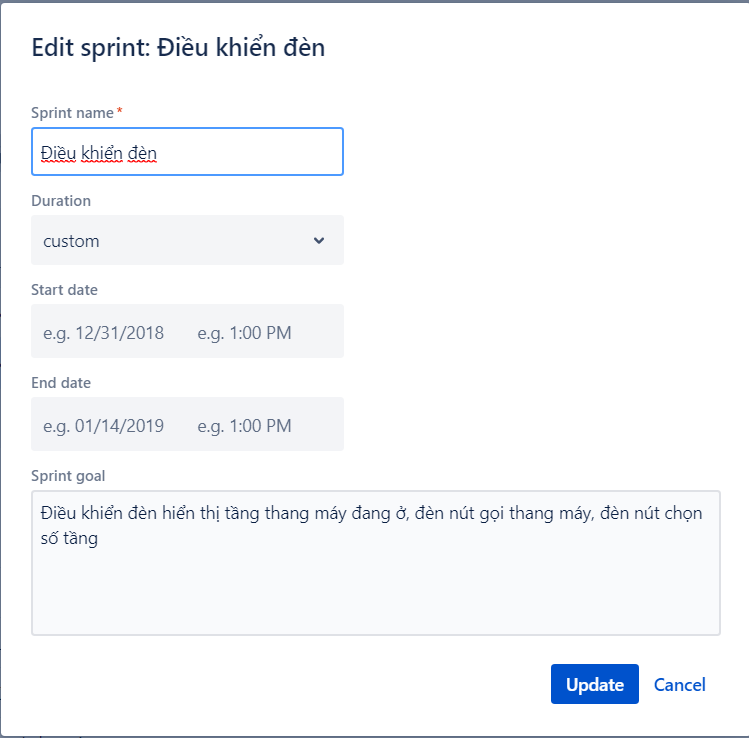 Edit sprint: Điều khiển đèn
Sprint name*
Điều khiển đèn
Duration
custom
Start date
e.g. 12/31/2018 e.g. 1:00 PM
End date
e.g. 01/14/2019 e.g. 1:00 PM
Sprint goal
Điều khiển đèn hiển thị tầng thang máy đang ở, đèn nút gọi thang máy, đèn nút chọn
số tầng
Update Cancel